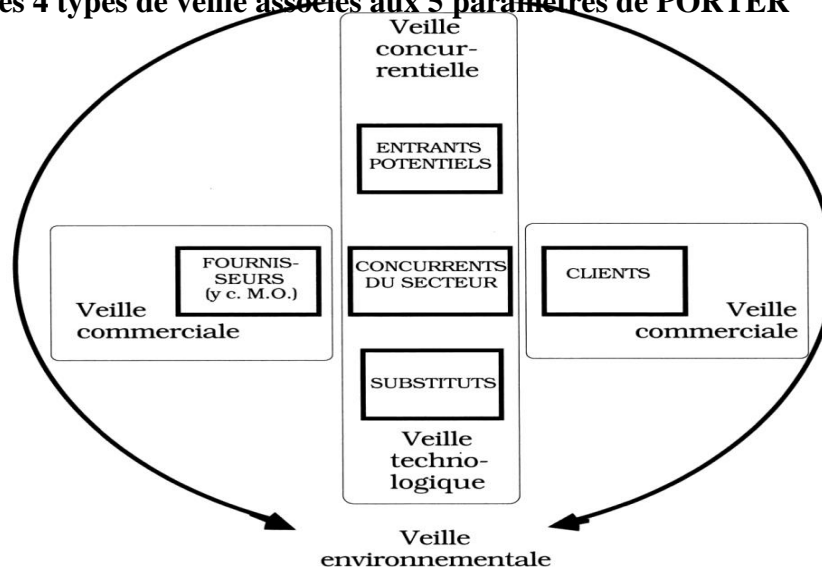 es 4 types de veille associés aux 5 paramètres de PORTER
Veille
concur-
rentielle
ENTRANTS
POTENTIELS
FOURNIS-
SEURS
(y c. M.O.)
Veille
commerciale
CONCURRENTS
DU SECTEUR
CLIENTS
Veille
commerciale
SUBSTITUTS
Veille
techno-
logique
Veille
environnementale